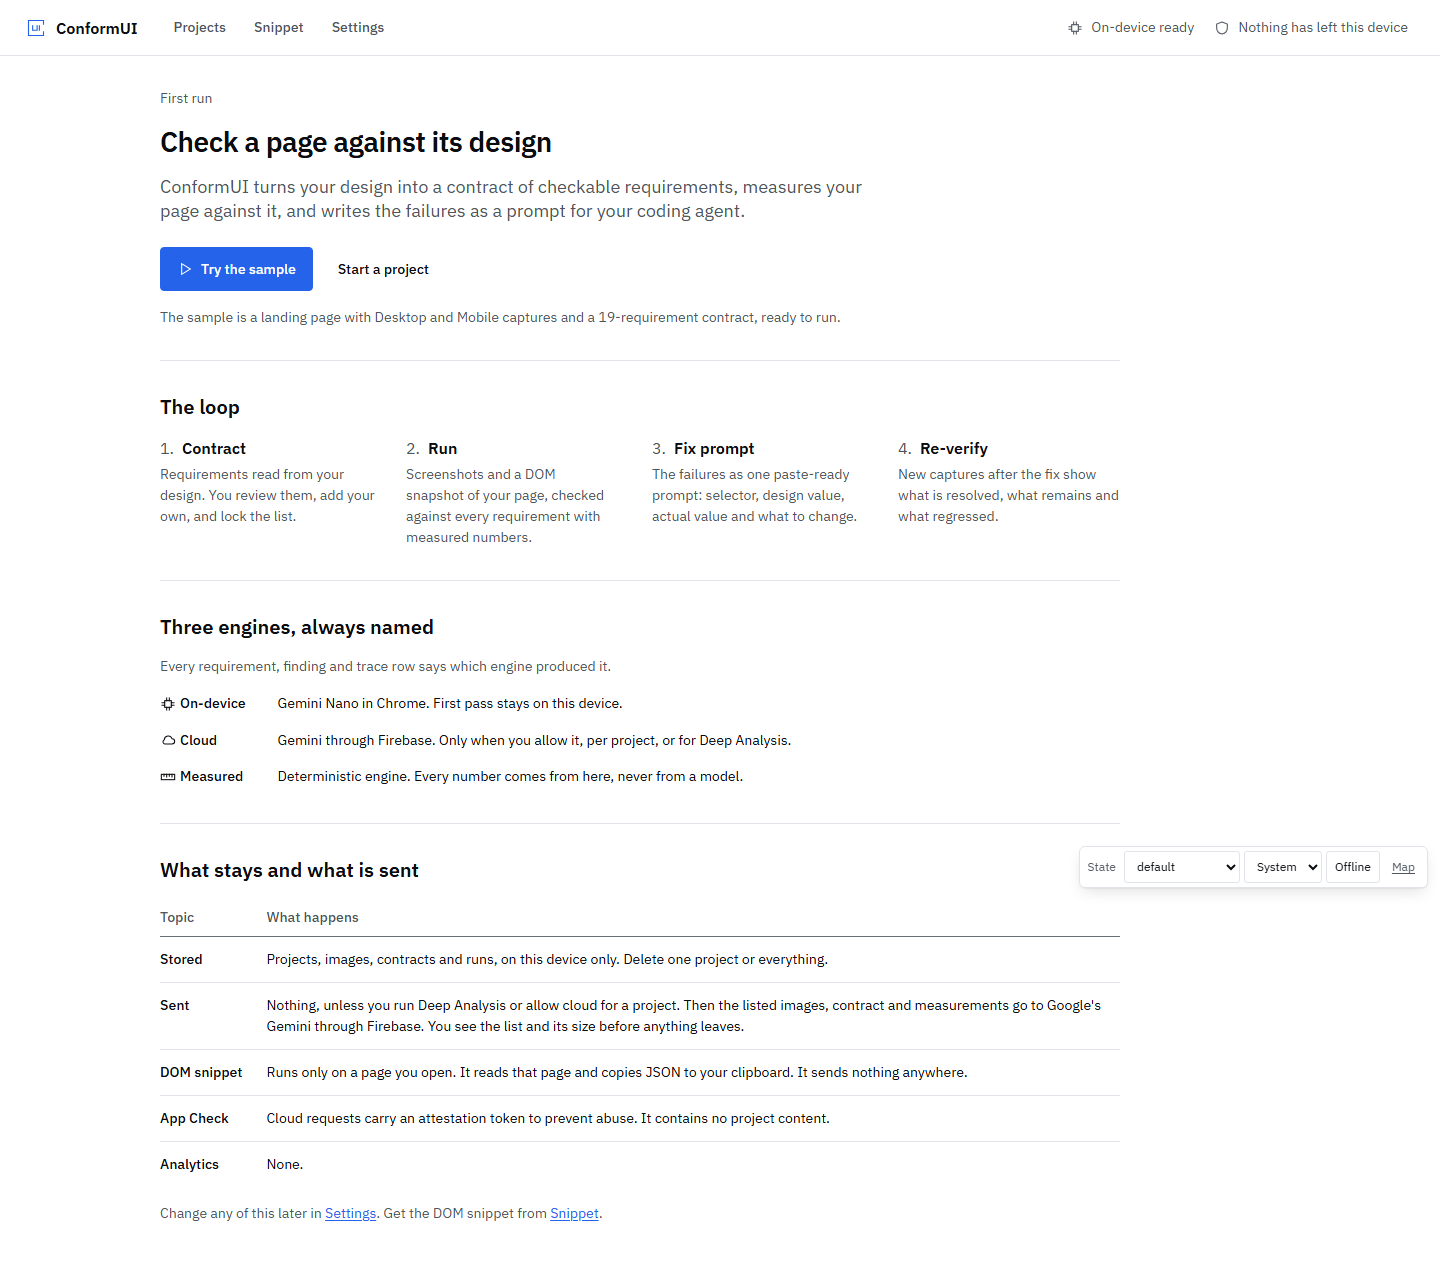 UI ConformUI Projects Snippet Settings On-device ready Nothing has left this device
First run
Check a page against its design
ConformUI turns your design into a contract of checkable requirements, measures your
page against it, and writes the failures as a prompt for your coding agent.
Try the sample Start a project
The sample is a landing page with Desktop and Mobile captures and a 19-requirement contract, ready to run.
The loop
1. Contract
Requirements read from your
design. You review them, add your
own, and lock the list.
2. Run
Screenshots and a DOM
snapshot of your page, checked
against every requirement with
measured numbers.
3. Fix prompt
The failures as one paste-ready
prompt: selector, design value,
actual value and what to change.
4. Re-verify
New captures after the fix show
what is resolved, what remains and
what regressed.
Three engines, always named
Every requirement, finding and trace row says which engine produced it.
On-device Gemini Nano in Chrome. First pass stays on this device.
Cloud Gemini through Firebase. Only when you allow it, per project, or for Deep Analysis.
Measured Deterministic engine. Every number comes from here, never from a model.
What stays and what is sent
State default System Offline Map
Topic What happens
Stored Projects, images, contracts and runs, on this device only. Delete one project or everything.
Sent Nothing, unless you run Deep Analysis or allow cloud for a project. Then the listed images, contract and measurements go to Google's
Gemini through Firebase. You see the list and its size before anything leaves.
DOM snippet Runs only on a page you open. It reads that page and copies JSON to your clipboard. It sends nothing anywhere.
App Check Cloud requests carry an attestation token to prevent abuse. It contains no project content.
Analytics None.
Change any of this later in Settings. Get the DOM snippet from Snippet.